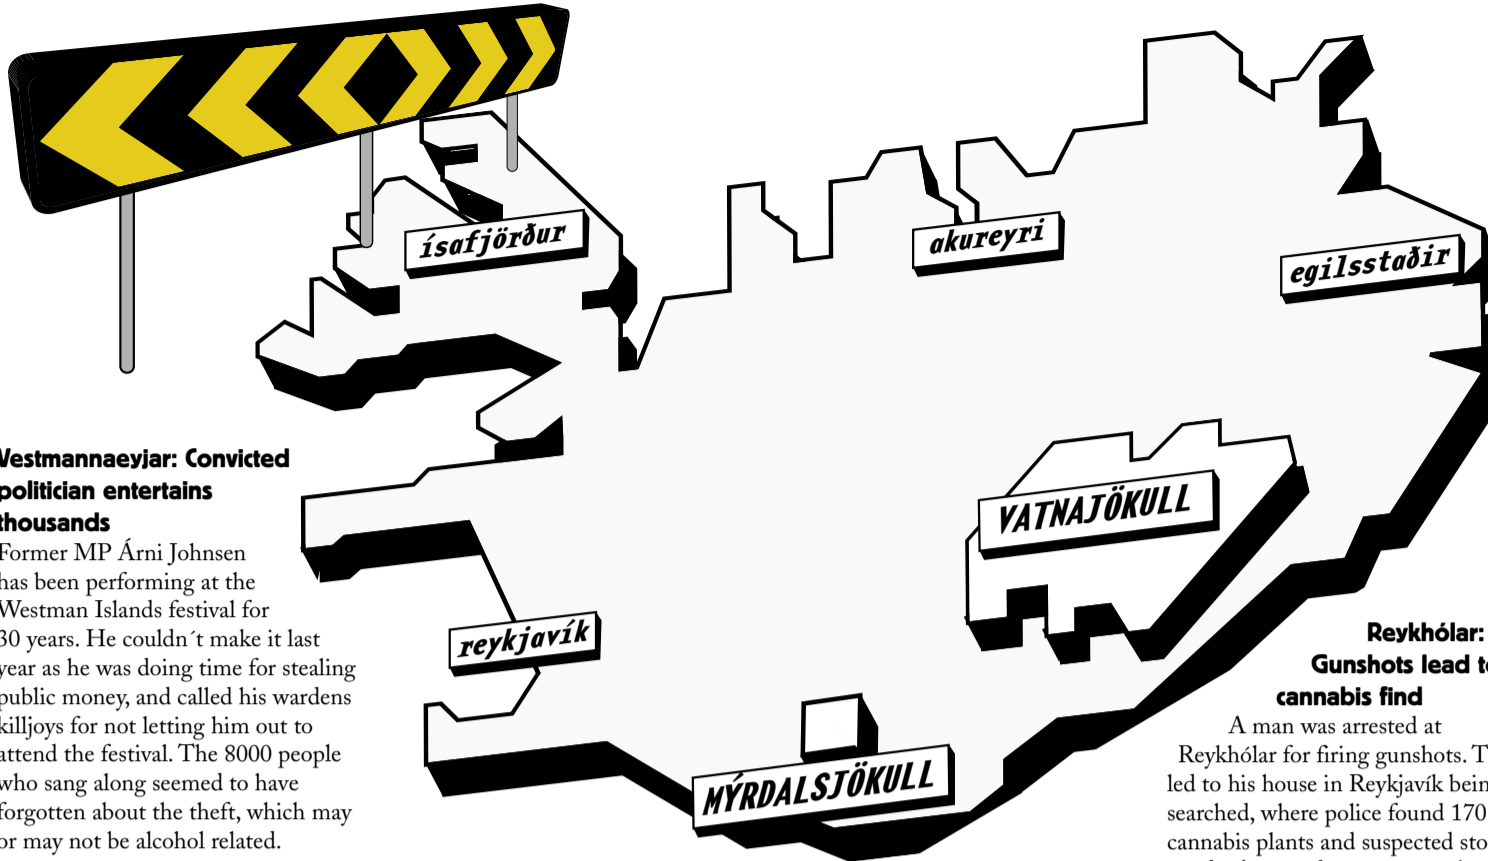 ísafjörður
akureyri
egilsstaðir
VATNAJÖKULL
reykjavík
MÝRDALSJÖKULL
Vestmannaeyjar: Convicted
politician entertains
thousands
Former MP Árni Johnsen
has been performing at the
Westman Islands festival for
30 years. He couldn´t make it last
year as he was doing time for stealing
public money, and called his wardens
killjoys for not letting him out to
attend the festival. The 8000 people
who sang along seemed to have
forgotten about the theft, which may
or may not be alcohol related.
Reykhólar:
Gunshots lead to
cannabis find
A man was arrested at
Reykhólar for firing gunshots.
led to his house in Reykjavík being
searched, where police found 170
cannabis plants and suspected